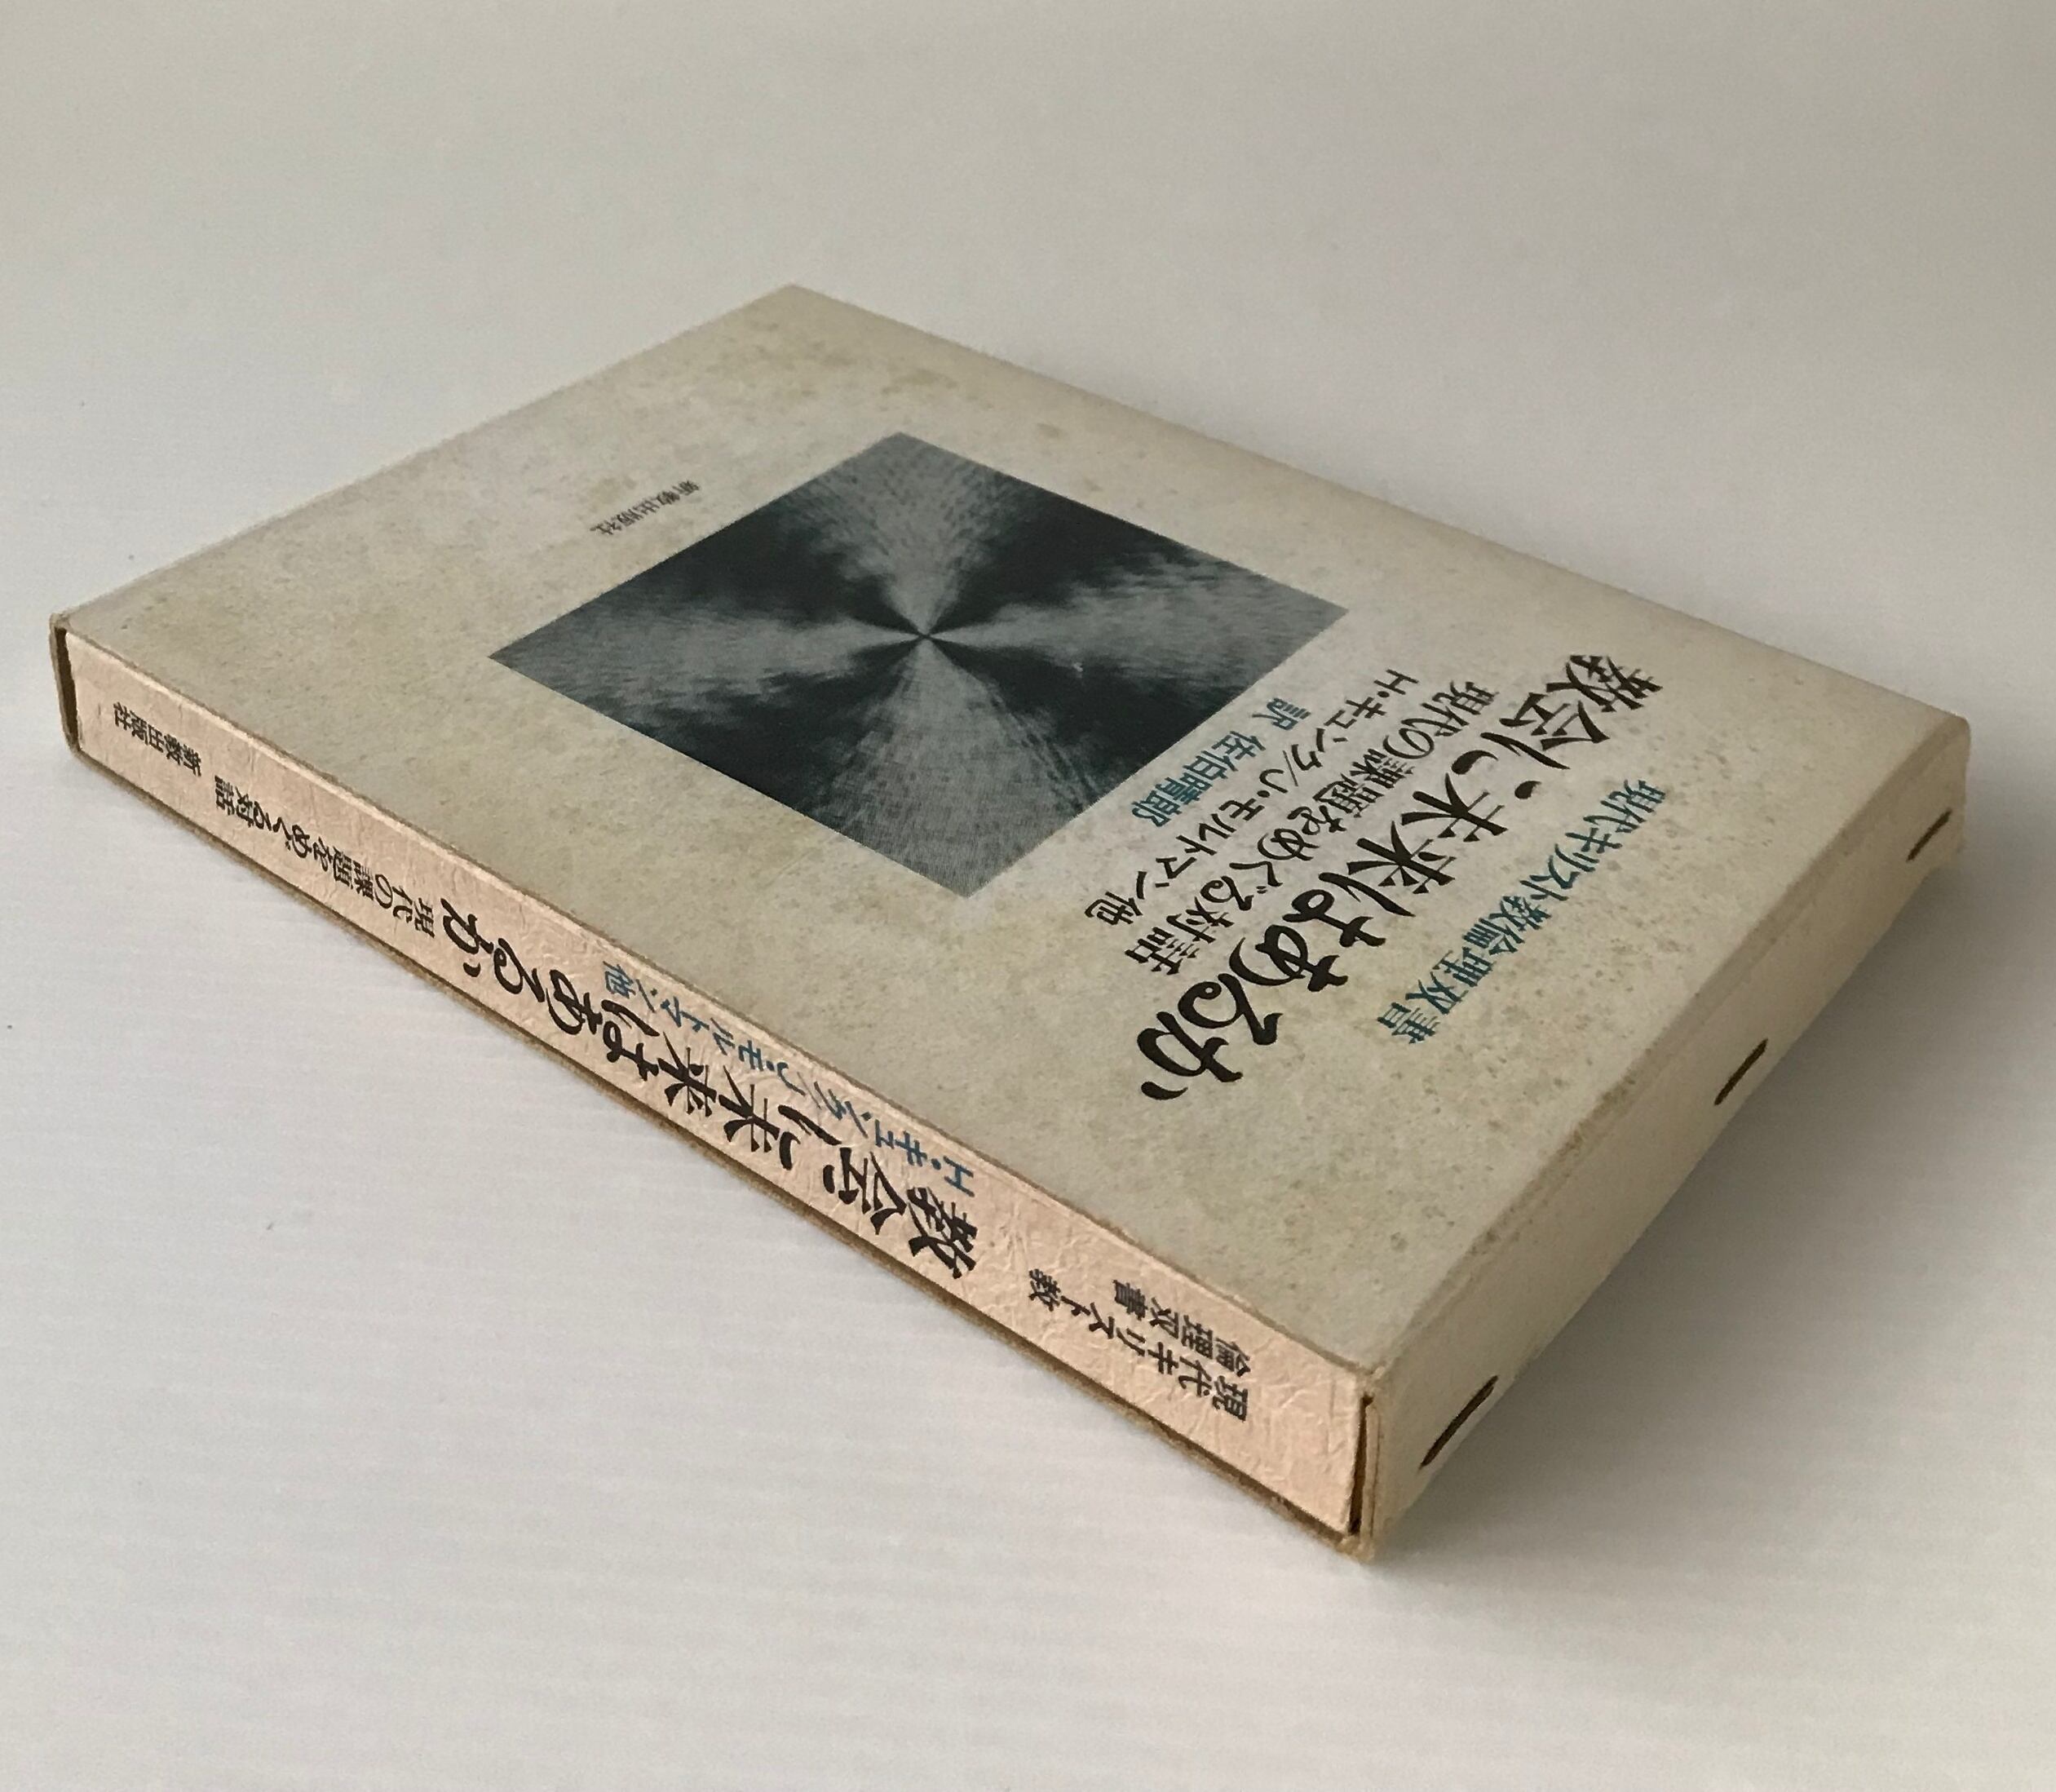 現代キリスト教倫理双書
教会に未来はあるか
現代の課題をめぐる対話
H・キュンク/J・モルトマン他
訳 佐伯晴郎
新教出版社
現代キリスト教
倫理双書
教会に未来はあるか
H・キュンク/J・モルトマン他
現代の課題をめぐる対話
新教出版社